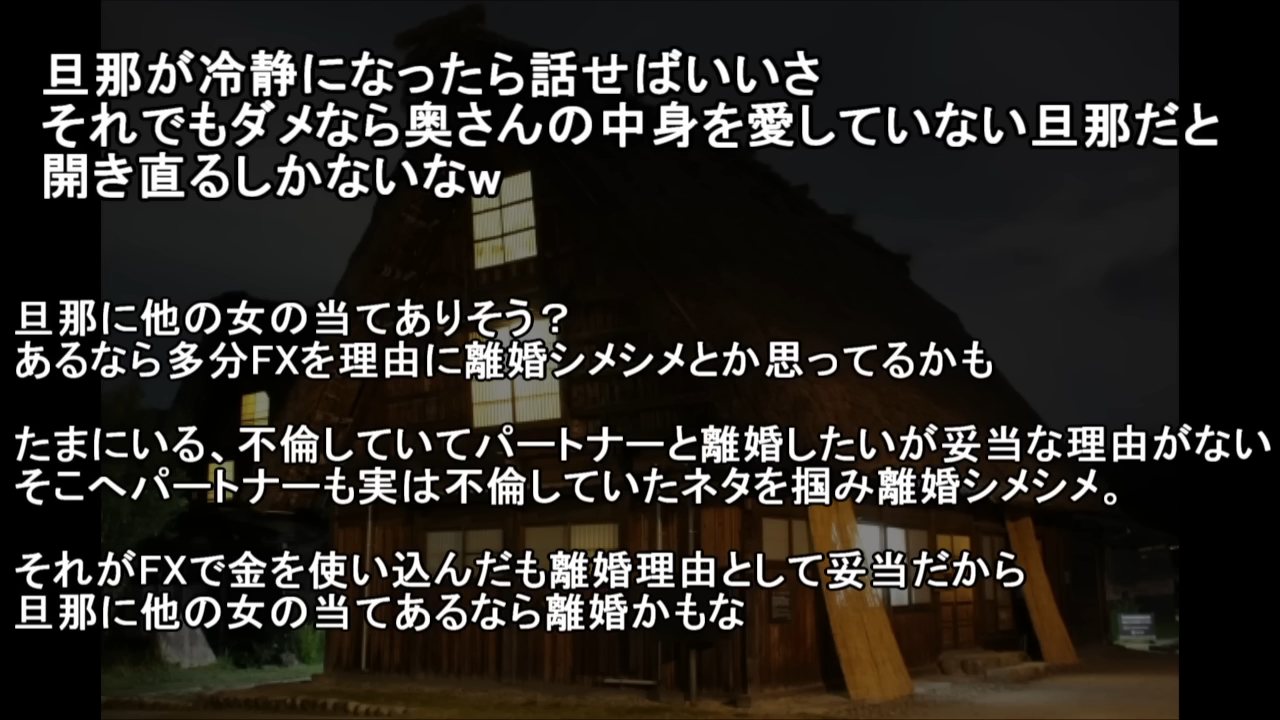 旦那が冷静になったら話せばいいさ
それでもダメなら奥さんの中身を愛していない旦那だと
開き直るしかないなw
旦那に他の女の当てありそう？
あるなら多分FXを理由に離婚シメシメとか思ってるかも
たまにいる、不倫していてパートナーと離婚したいが妥当な理由がない
そこへパートナーも実は不倫していたネタを掴み離婚シメシメ。
それがFXで金を使い込んだも離婚理由として妥当だから
旦那に他の女の当てあるなら離婚かもな